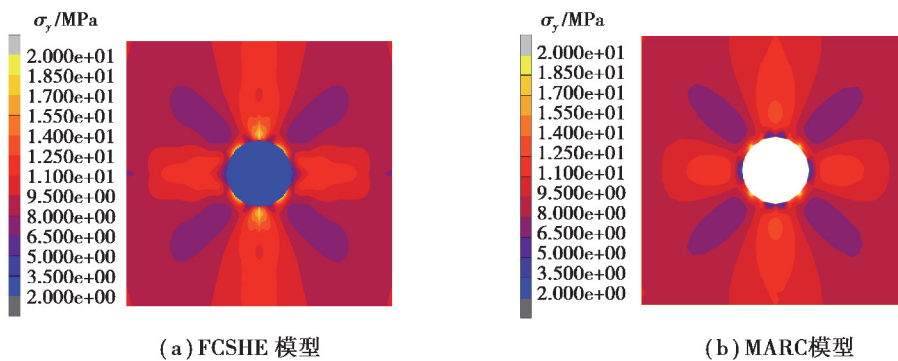 σy/MPa
2.000e+01
1.850e+01
1.700e+01
1.550e+01
1.400e+01
1.250e+01
1.100e+01
9.500e+00
8.000e+00
6.500e+00
5.000e+00
3.500e+00
2.000e+00
(a)FCSHE 模型
σy/MPa
2.000e+01
1.850e+01
1.700e+01
1.550e+01
1.400e+01
1.250e+01
1.100e+01
9.500e+00
8.000e+00
6.500e+00
5.000e+00
3.500e+00
2.000e+00
(b)MARC模型